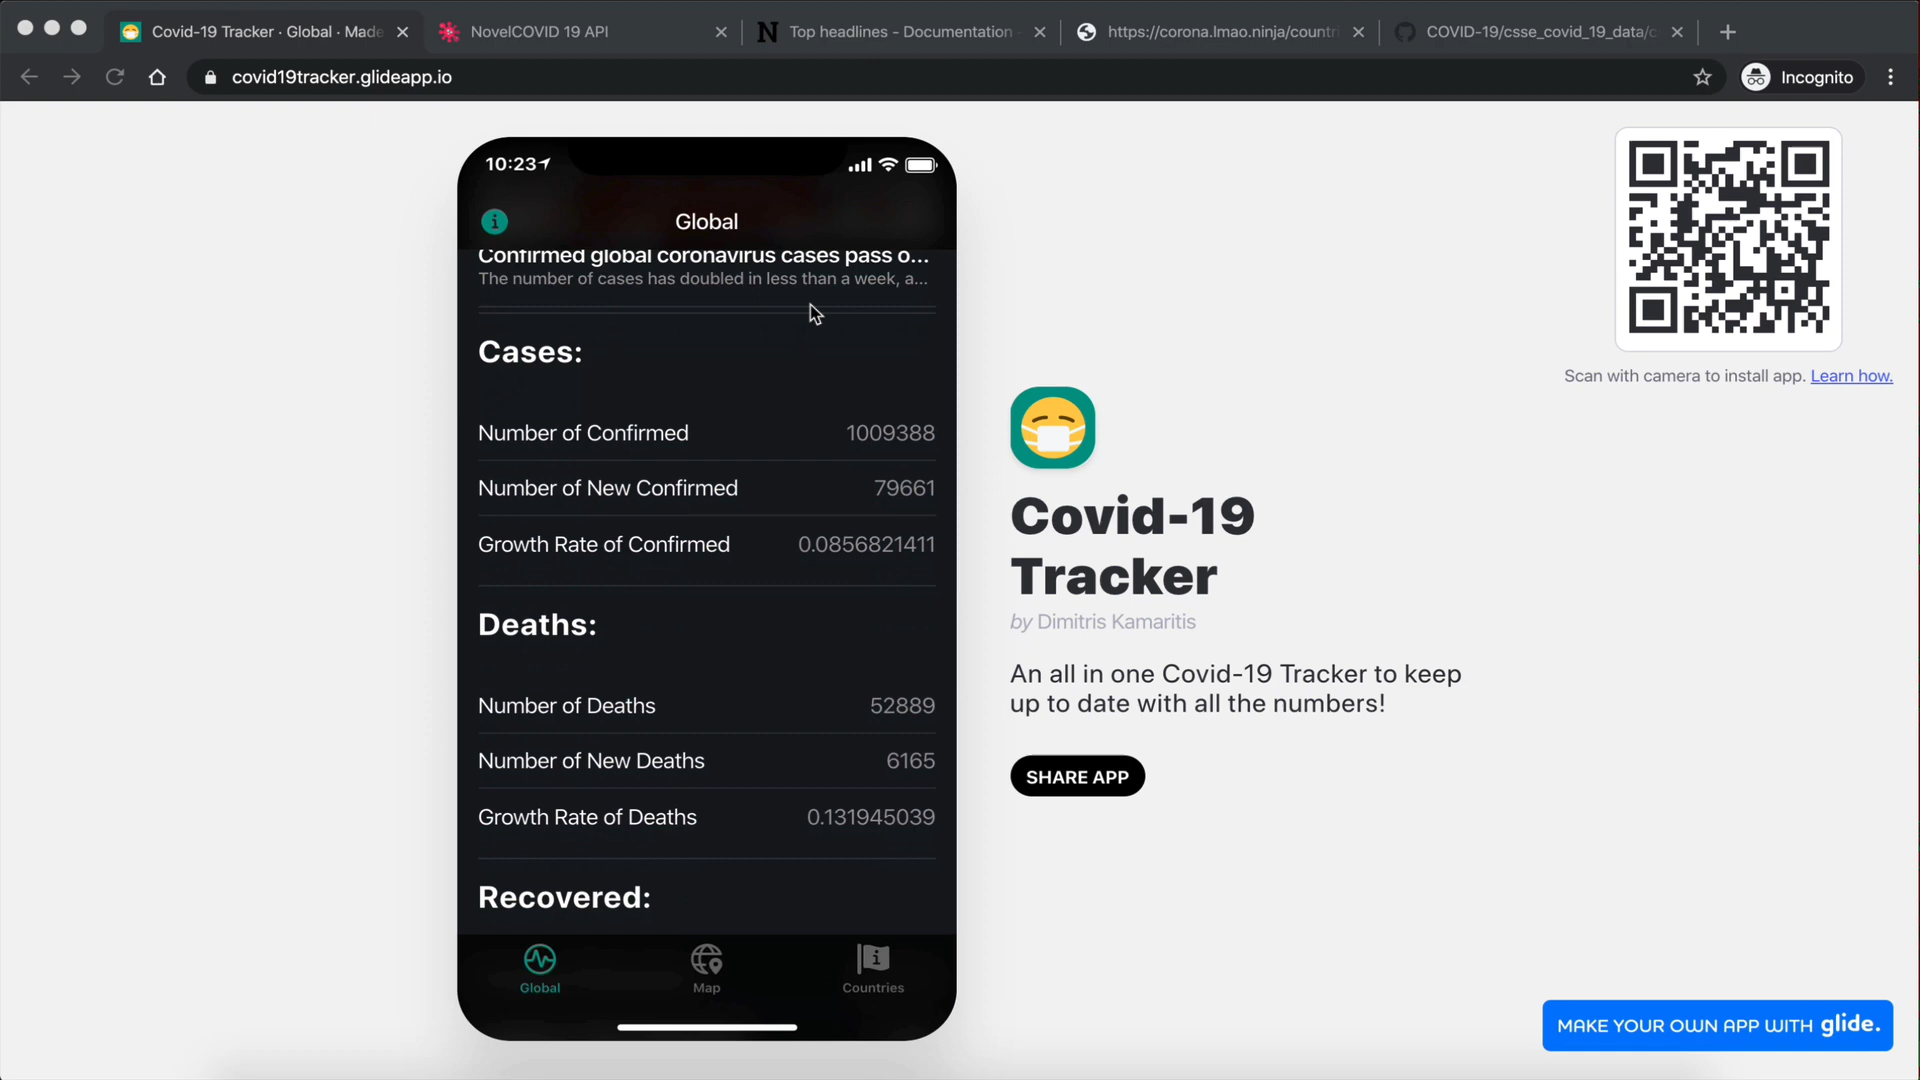 Covid-19 Tracker · Global · Made
NovelCOVID 19 API
Top headlines - Documentation -
https://corona.lmao.ninja/countri
COVID-19/csse_covid_19_data/c
covid19tracker.glideapp.io
Incognito
10:23
Global
Confirmed global coronavirus cases pass o...
The number of cases has doubled in less than a week, a...
Cases:
Number of Confirmed 1009388
Number of New Confirmed 79661
Growth Rate of Confirmed 0.0856821411
Deaths:
Number of Deaths 52889
Number of New Deaths 6165
Growth Rate of Deaths 0.131945039
Recovered:
Global
Map
Countries
Scan with camera to install app. Learn how.
Covid-19
Tracker
by Dimitris Kamaritis
An all in one Covid-19 Tracker to keep
up to date with all the numbers!
SHARE APP
MAKE YOUR OWN APP WITH glide.